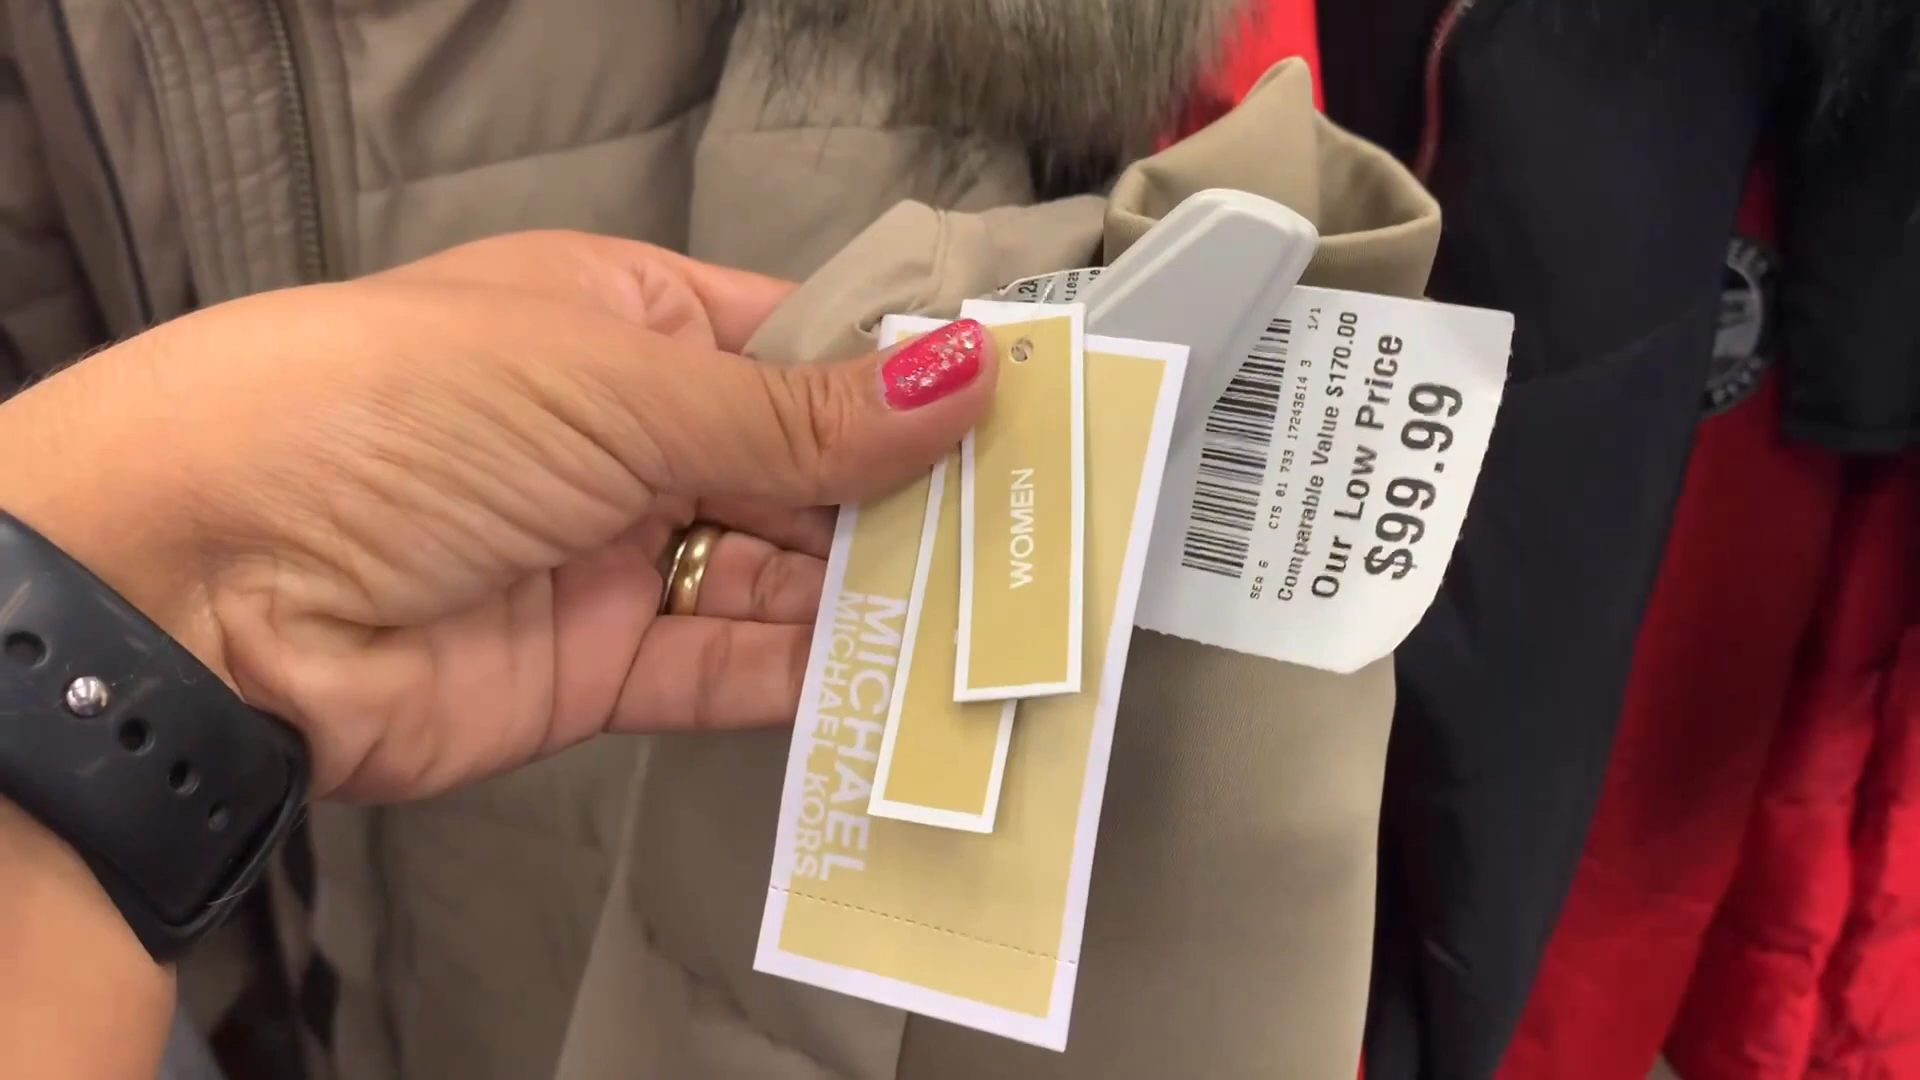 WOMEN
MICHAEL
MICHAEL KORS
1/1
SEA 6 CTS 01 733 17243614 3
Comparable Value $170.00
Our Low Price
$99.99